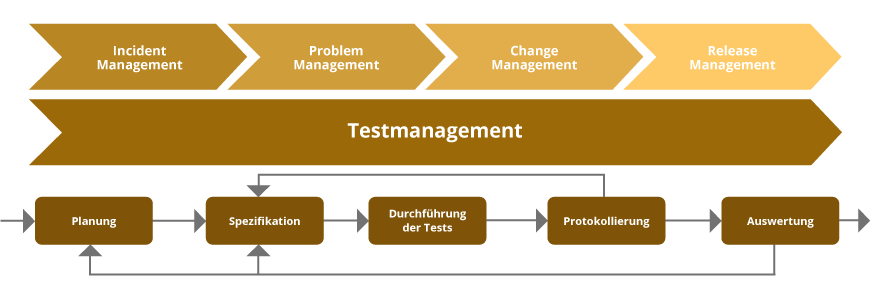 Incident
Management
Problem
Management
Change
Management
Release
Management
Testmanagement
Planung
Spezifikation
Durchführung
der Tests
Protokollierung
Auswertung